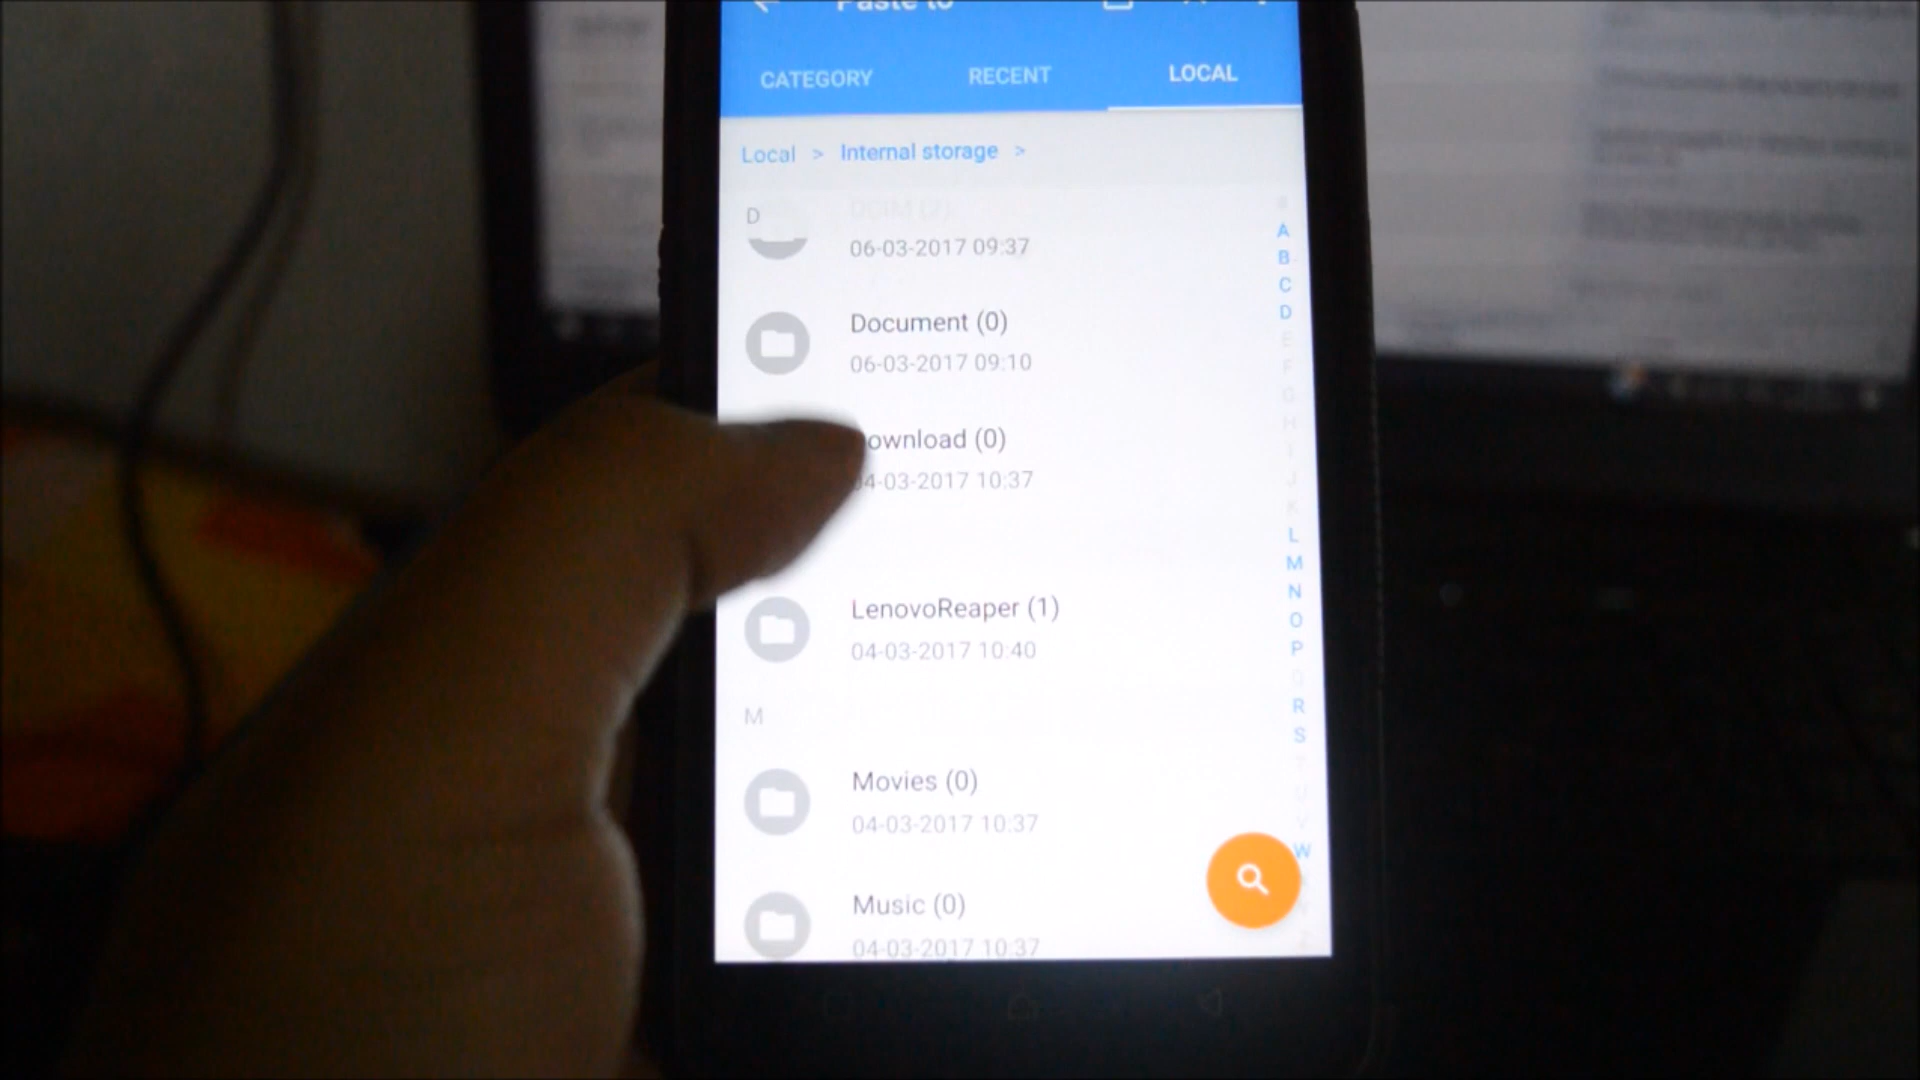 Paste to
CATEGORY RECENT LOCAL
Local > Internal storage >
D
DCIM (2)
06-03-2017 09:37
Document (0)
06-03-2017 09:10
ownload (0)
04-03-2017 10:37
LenovoReaper (1)
04-03-2017 10:40
M
Movies (0)
04-03-2017 10:37
Music (0)
04-03-2017 10:37
#
A
B
C
D
E
F
G
H
I
J
K
L
M
N
O
P
Q
R
S
T
U
V
W
Y
Z